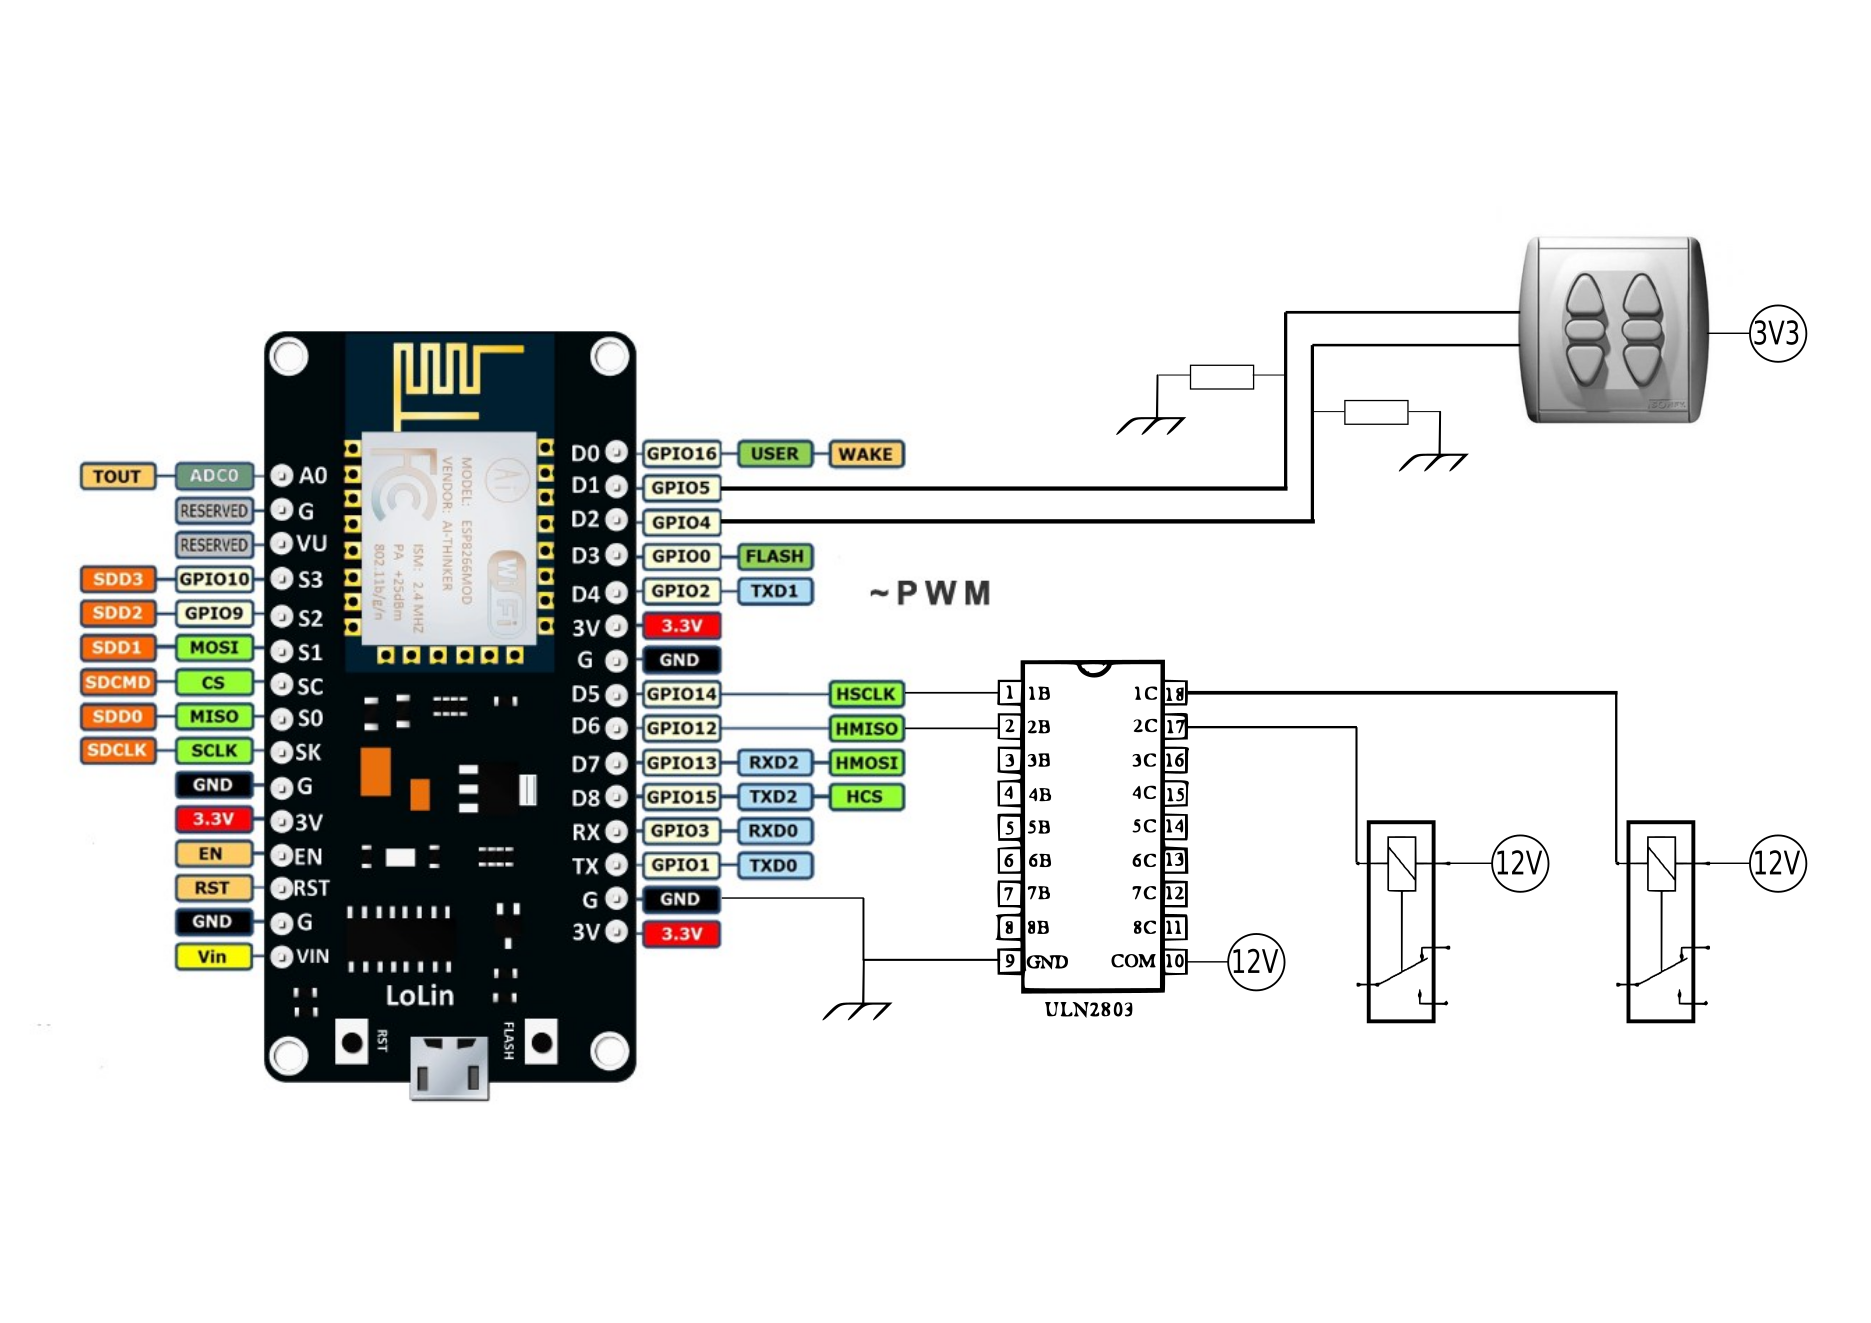 3V3
TOUT ADC0 A0
RESERVED G
RESERVED VU
SDD3 GPIO10 S3
SDD2 GPIO9 S2
SDD1 MOSI S1
SDCMD CS SC
SDD0 MISO S0
SDCLK SCLK SK
GND G
3.3V 3V
EN EN
RST RST
GND G
Vin VIN
MODEL: ESP8266MOD
VENDOR: AI-THINKER
ISM: 2.4 MHZ
PA +25dBm
802.11b/g/n
Ai
FCC
WiFi
D0 GPIO16 USER WAKE
D1 GPIO5
D2 GPIO4
D3 GPIO0 FLASH
D4 GPIO2 TXD1
3V 3.3V
G GND
D5 GPIO14 HSCLK
D6 GPIO12 HMISO
D7 GPIO13 RXD2 HMOSI
D8 GPIO15 TXD2 HCS
RX GPIO3 RXD0
TX GPIO1 TXD0
G GND
3V 3.3V
~PWM
LoLin
RST
FLASH
1 1B 1C 18
2 2B 2C 17
3 3B 3C 16
4 4B 4C 15
5 5B 5C 14
6 6B 6C 13
7 7B 7C 12
8 8B 8C 11
9 GND COM 10
ULN2803
12V
12V
12V